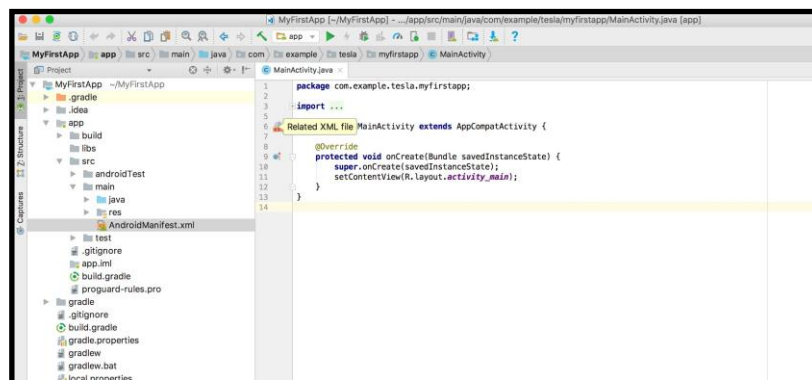 MyFirstApp [~/MyFirstApp] - .../app/src/main/java/com/example/tesla/myfirstapp/MainActivity.java [app]
app
MyFirstApp app src main java com example tesla myfirstapp MainActivity
Project
MainActivity.java
1: Project
Z: Structure
Captures
MyFirstApp ~/MyFirstApp
.gradle
.idea
app
build
libs
src
androidTest
main
java
res
AndroidManifest.xml
test
.gitignore
app.iml
build.gradle
proguard-rules.pro
gradle
.gitignore
build.gradle
gradle.properties
gradlew
gradlew.bat
local.properties
1 package com.example.tesla.myfirstapp;
2
3 import ...
5
6 MainActivity extends AppCompatActivity {
Related XML file
7
8 @Override
9 protected void onCreate(Bundle savedInstanceState) {
10 super.onCreate(savedInstanceState);
11 setContentView(R.layout.activity_main);
12 }
13 }
14